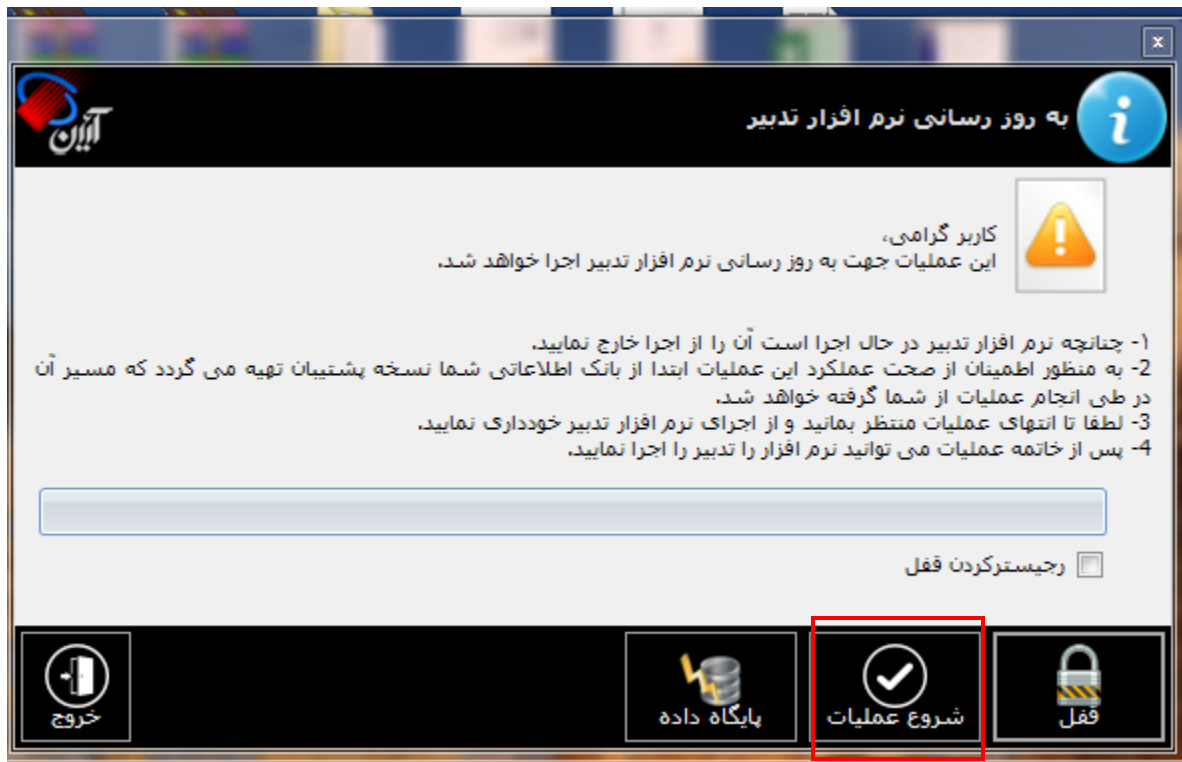 x
به روز رسانی نرم افزار تدبیر
i
آریان
کاربر گرامی،
این عملیات جهت به روز رسانی نرم افزار تدبیر اجرا خواهد شد.
۱- چنانچه نرم افزار تدبیر در حال اجرا است آن را از اجرا خارج نمایید.
2- به منظور اطمینان از صحت عملکرد این عملیات ابتدا از بانک اطلاعاتی شما نسخه پشتیبان تهیه می گردد که مسیر آن
در طی انجام عملیات از شما گرفته خواهد شد.
3- لطفا تا انتهای عملیات منتظر بمانید و از اجرای نرم افزار تدبیر خودداری نمایید.
4- پس از خاتمه عملیات می توانید نرم افزار را تدبیر را اجرا نمایید.
رجیسترکردن قفل
قفل
شروع عملیات
پایگاه داده
خروج